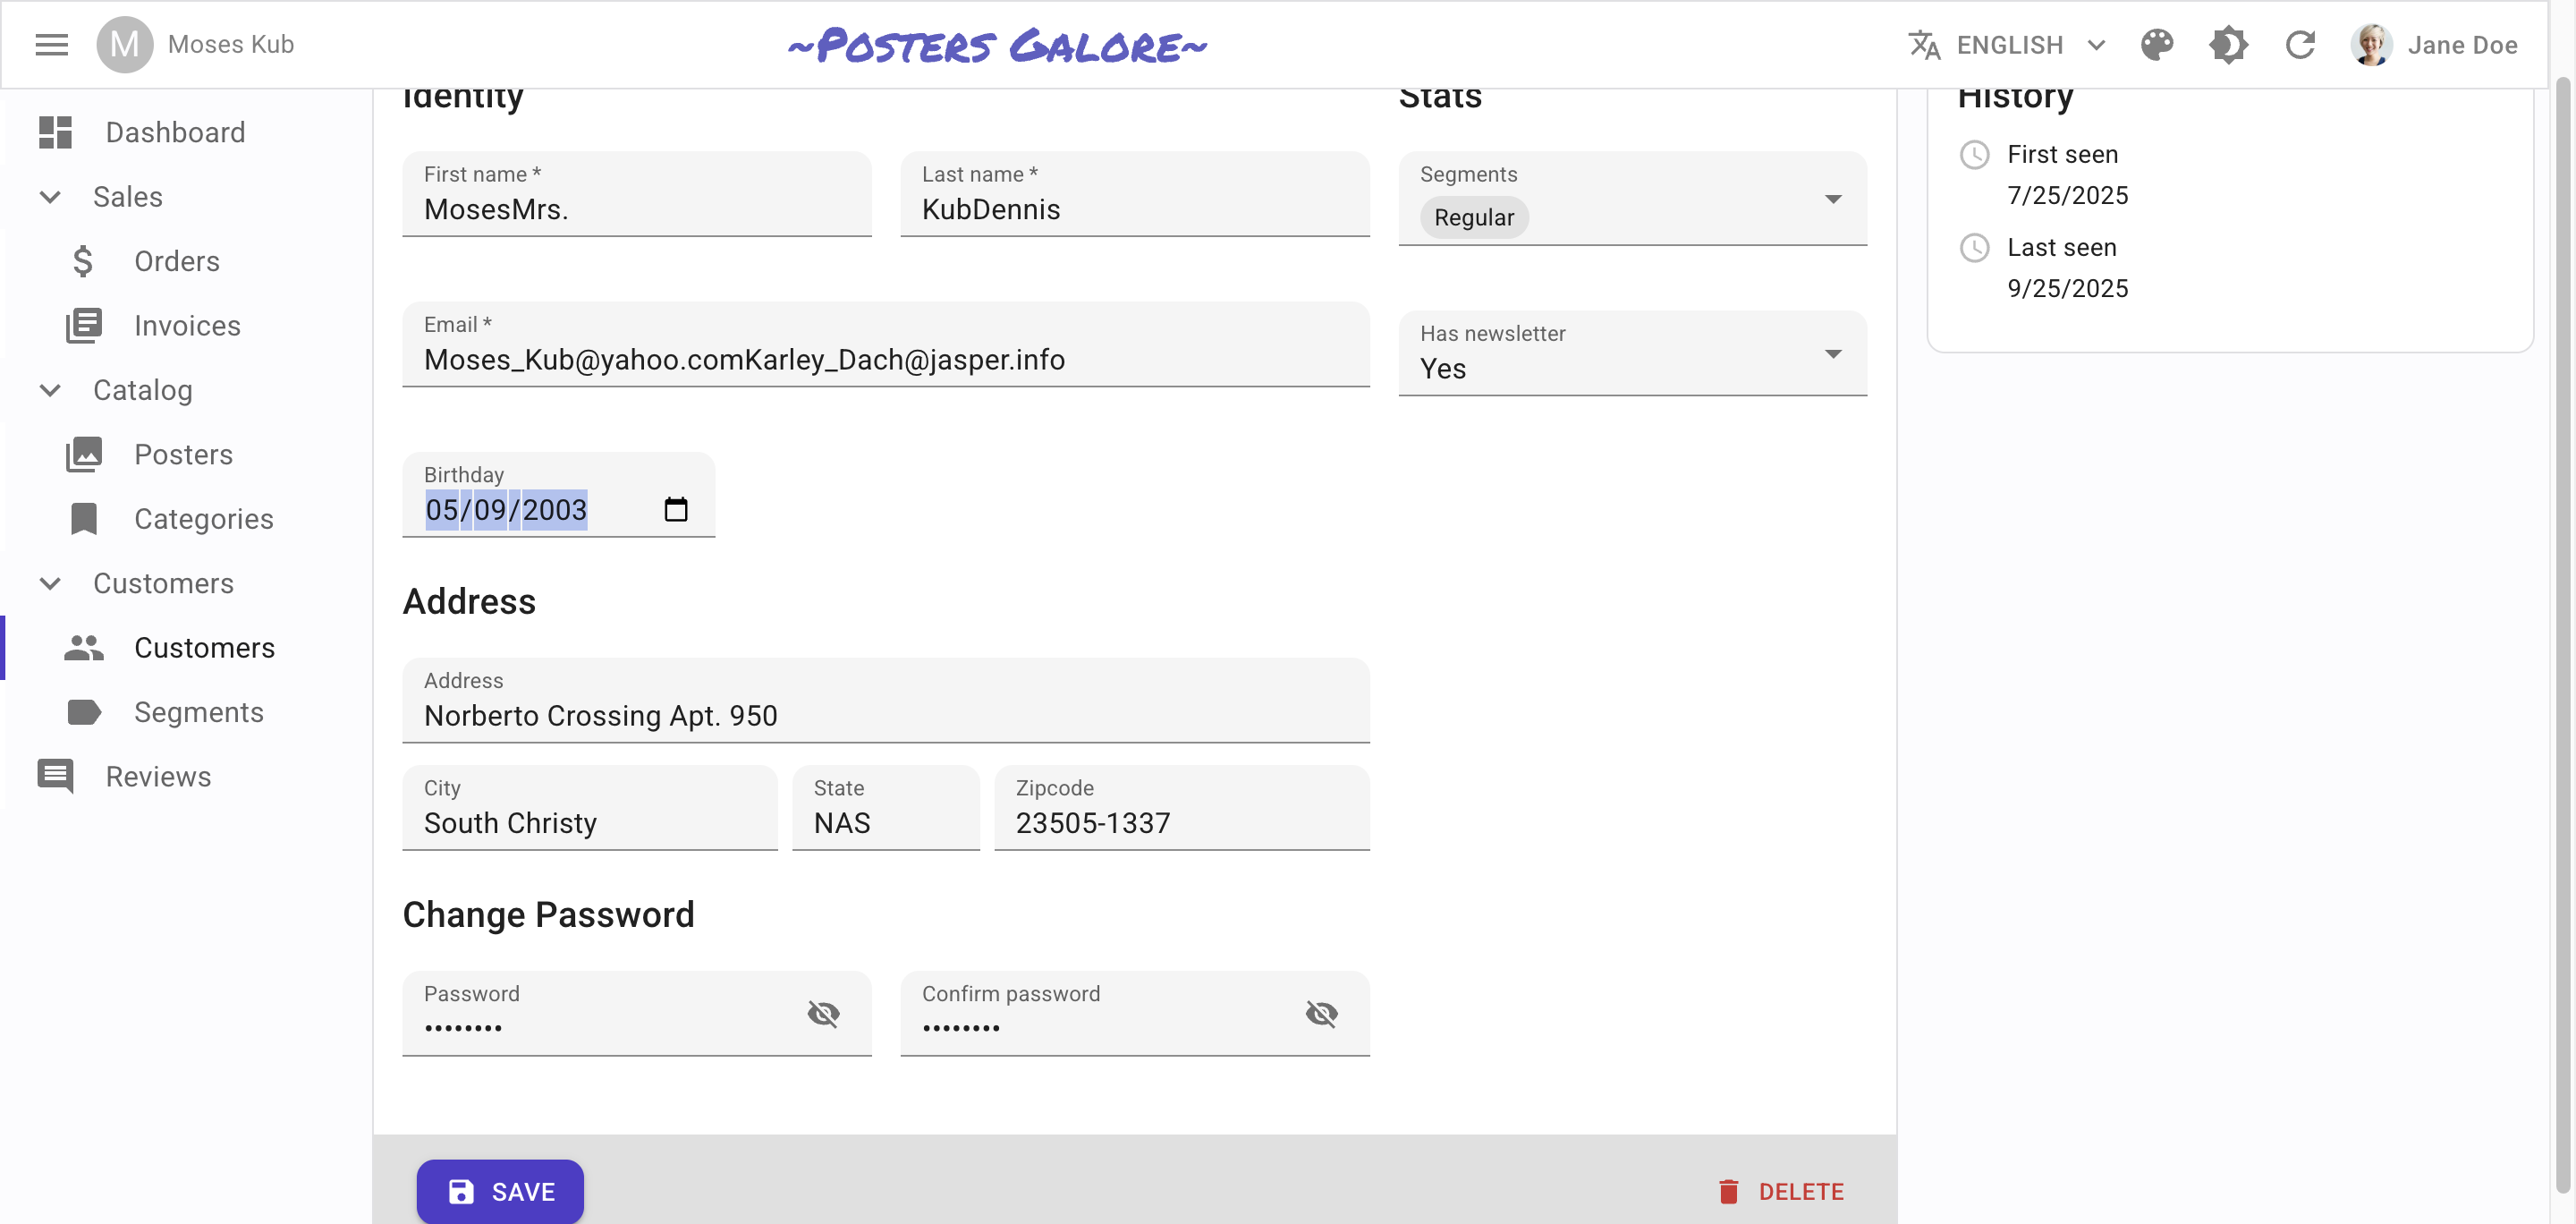 M Moses Kub
~Posters Galore~
ENGLISH
Jane Doe
Dashboard
Sales
Orders
Invoices
Catalog
Posters
Categories
Customers
Customers
Segments
Reviews
Identity
First name *
MosesMrs.
Last name *
KubDennis
Email *
Moses_Kub@yahoo.comKarley_Dach@jasper.info
Birthday
05/09/2003
Address
Address
Norberto Crossing Apt. 950
City
South Christy
State
NAS
Zipcode
23505-1337
Change Password
Password
••••••••
Confirm password
••••••••
Stats
Segments
Regular
Has newsletter
Yes
SAVE
DELETE
History
First seen
7/25/2025
Last seen
9/25/2025